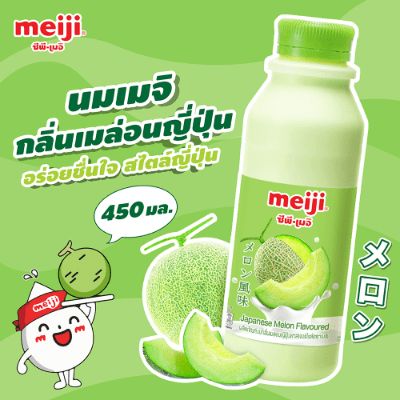 meiji
ซีพี-เมจิ
นมเมจิ
กลิ่นเมล่อนญี่ปุ่น
อร่อยชื่นใจ สไตล์ญี่ปุ่น
450 มล.
meiji
ซีพี-เมจิ
メロン風味
Japanese Melon Flavoured
meiji
メロン